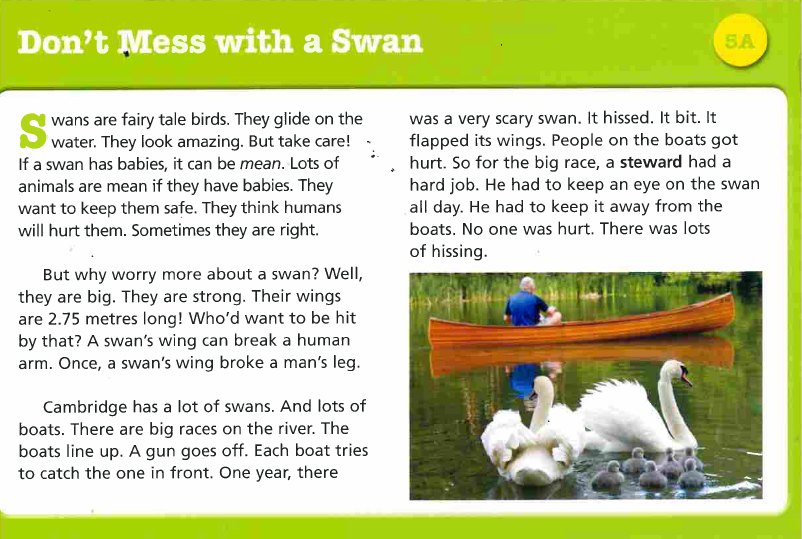 Don't Mess with a Swan
5A
Swans are fairy tale birds. They glide on the
water. They look amazing. But take care!
If a swan has babies, it can be mean. Lots of
animals are mean if they have babies. They
want to keep them safe. They think humans
will hurt them. Sometimes they are right.
But why worry more about a swan? Well,
they are big. They are strong. Their wings
are 2.75 metres long! Who'd want to be hit
by that? A swan's wing can break a human
arm. Once, a swan's wing broke a man's leg.
Cambridge has a lot of swans. And lots of
boats. There are big races on the river. The
boats line up. A gun goes off. Each boat tries
to catch the one in front. One year, there
was a very scary swan. It hissed. It bit. It
flapped its wings. People on the boats got
hurt. So for the big race, a steward had a
hard job. He had to keep an eye on the swan
all day. He had to keep it away from the
boats. No one was hurt. There was lots
of hissing.